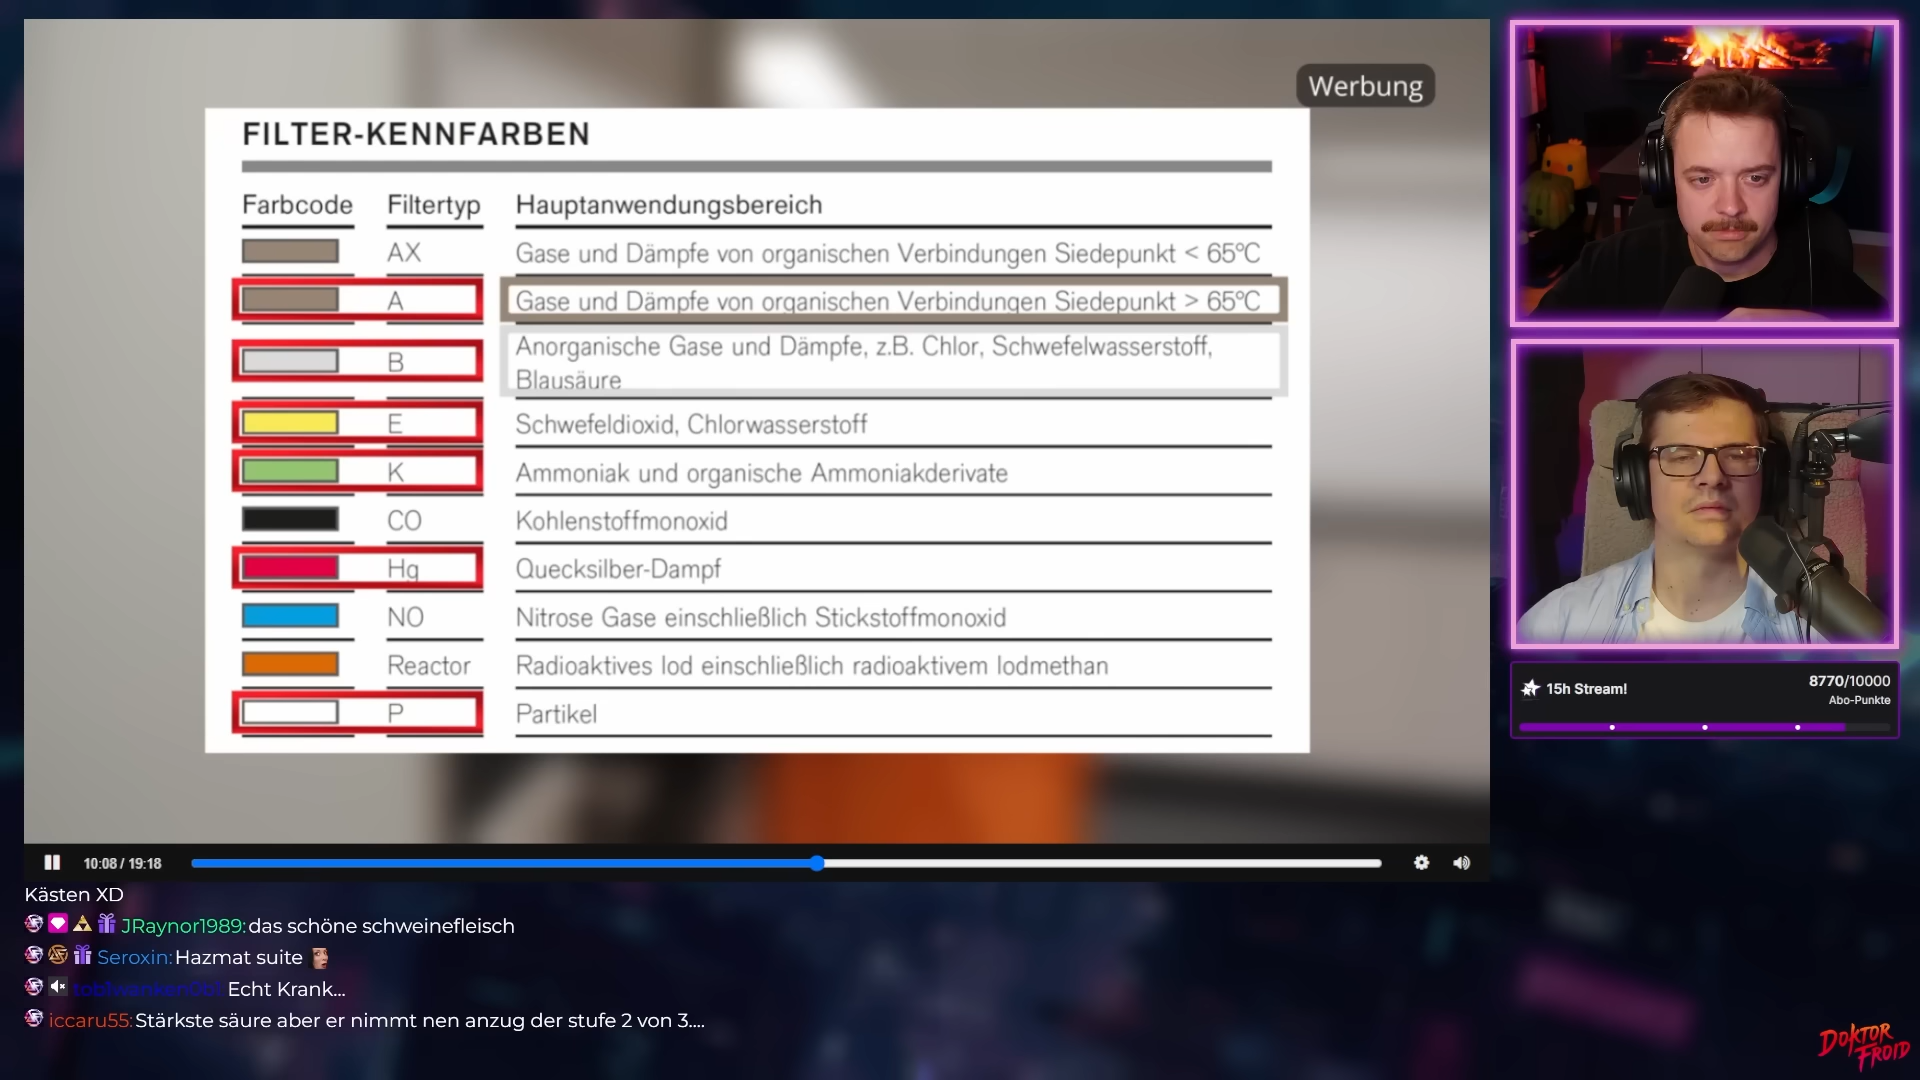 Werbung
FILTER-KENNFARBEN
Farbcode Filtertyp Hauptanwendungsbereich
AX Gase und Dämpfe von organischen Verbindungen Siedepunkt < 65°C
A Gase und Dämpfe von organischen Verbindungen Siedepunkt > 65°C
B Anorganische Gase und Dämpfe, z.B. Chlor, Schwefelwasserstoff,
Blausäure
E Schwefeldioxid, Chlorwasserstoff
K Ammoniak und organische Ammoniakderivate
CO Kohlenstoffmonoxid
Hg Quecksilber-Dampf
NO Nitrose Gase einschließlich Stickstoffmonoxid
Reactor Radioaktives Iod einschließlich radioaktivem Iodmethan
P Partikel
10:08 / 19:18
15h Stream! 8770/10000
Abo-Punkte
Kästen XD
JRaynor1989: das schöne schweinefleisch
Seroxin: Hazmat suite
Echt Krank...
iccaru55: Stärkste säure aber er nimmt nen anzug der stufe 2 von 3....
DOKTOR
FROID